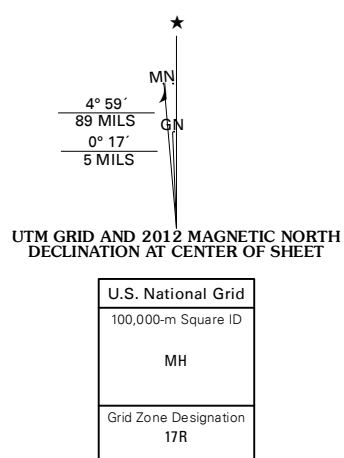 ★
MN
4° 59´
89 MILS
GN
0° 17´
5 MILS
UTM GRID AND 2012 MAGNETIC NORTH
DECLINATION AT CENTER OF SHEET
U.S. National Grid
100,000-m Square ID
MH
Grid Zone Designation
17R